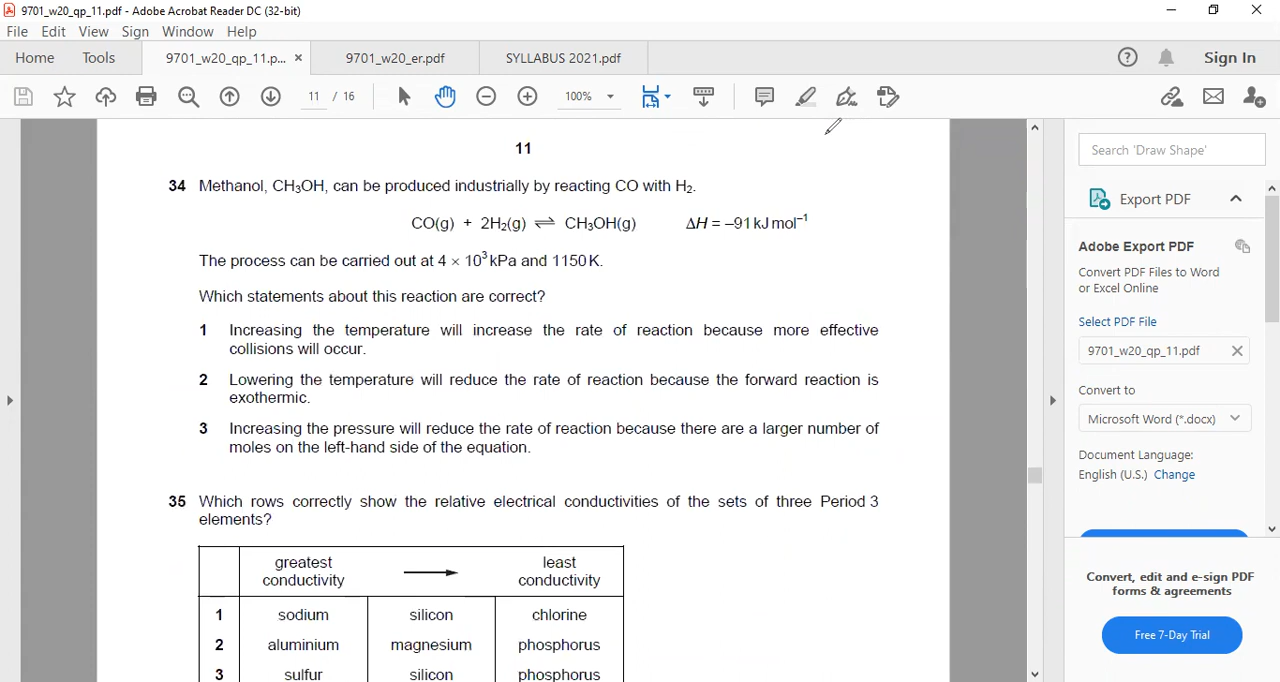 9701_w20_qp_11.pdf - Adobe Acrobat Reader DC (32-bit)
File Edit View Sign Window Help
Home Tools 9701_w20_qp_11.p... × 9701_w20_er.pdf SYLLABUS 2021.pdf Sign In
11 / 16 100%
11
34 Methanol, CH₃OH, can be produced industrially by reacting CO with H₂.
CO(g) + 2H₂(g) ⇌ CH₃OH(g) ΔH = –91 kJ mol⁻¹
The process can be carried out at 4 × 10³ kPa and 1150 K.
Which statements about this reaction are correct?
1 Increasing the temperature will increase the rate of reaction because more effective
collisions will occur.
2 Lowering the temperature will reduce the rate of reaction because the forward reaction is
exothermic.
3 Increasing the pressure will reduce the rate of reaction because there are a larger number of
moles on the left-hand side of the equation.
35 Which rows correctly show the relative electrical conductivities of the sets of three Period 3
elements?
greatest least
conductivity ⟶ conductivity
1 sodium silicon chlorine
2 aluminium magnesium phosphorus
3 sulfur silicon phosphorus
Search 'Draw Shape'
Export PDF
Adobe Export PDF
Convert PDF Files to Word
or Excel Online
Select PDF File
9701_w20_qp_11.pdf
Convert to
Microsoft Word (*.docx)
Document Language:
English (U.S.) Change
Convert, edit and e-sign PDF
forms & agreements
Free 7-Day Trial